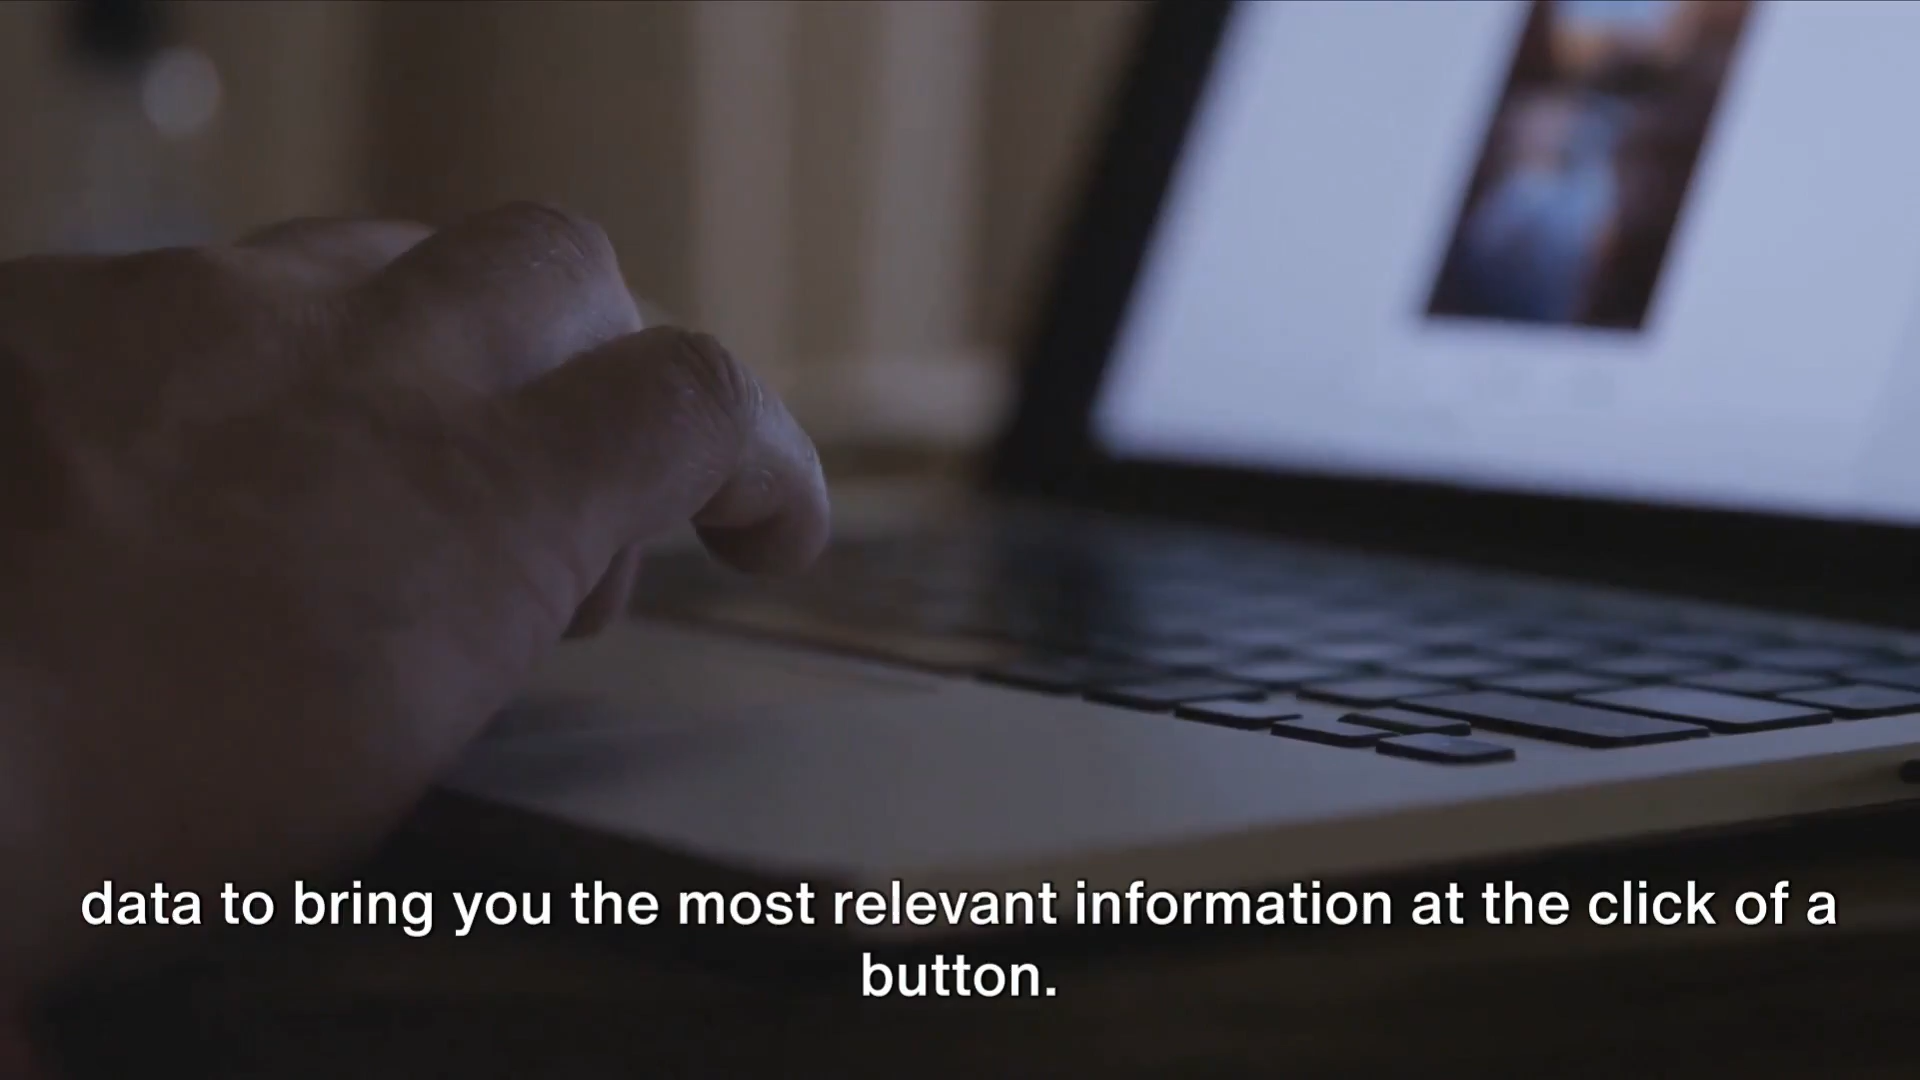 data to bring you the most relevant information at the click of a
button.